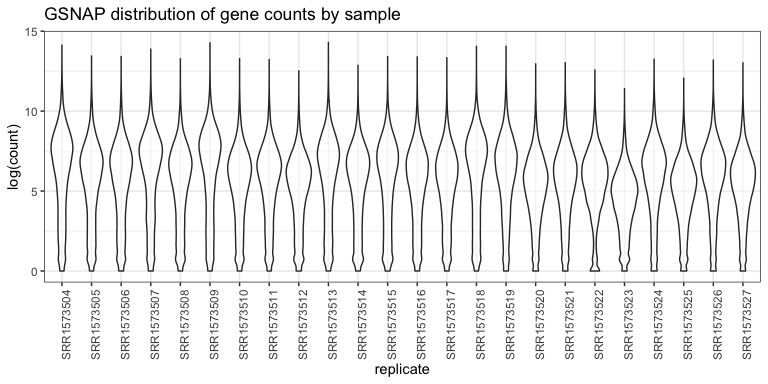 GSNAP distribution of gene counts by sample
15
10
5
0
log(count)
SRR1573504
SRR1573505
SRR1573506
SRR1573507
SRR1573508
SRR1573509
SRR1573510
SRR1573511
SRR1573512
SRR1573513
SRR1573514
SRR1573515
SRR1573516
SRR1573517
SRR1573518
SRR1573519
SRR1573520
SRR1573521
SRR1573522
SRR1573523
SRR1573524
SRR1573525
SRR1573526
SRR1573527
replicate